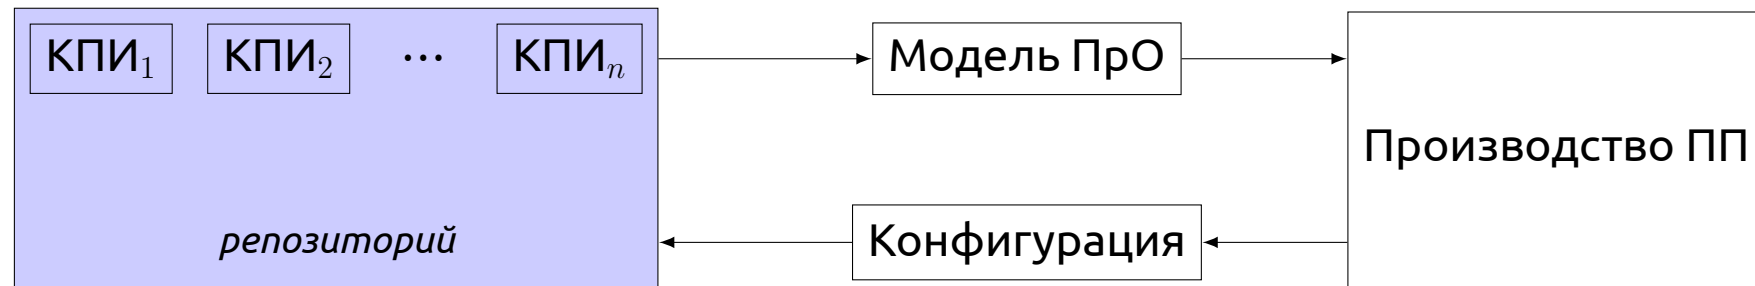 КПИ₁ КПИ₂ ... КПИₙ
Модель ПрО
Производство ПП
репозиторий
Конфигурация